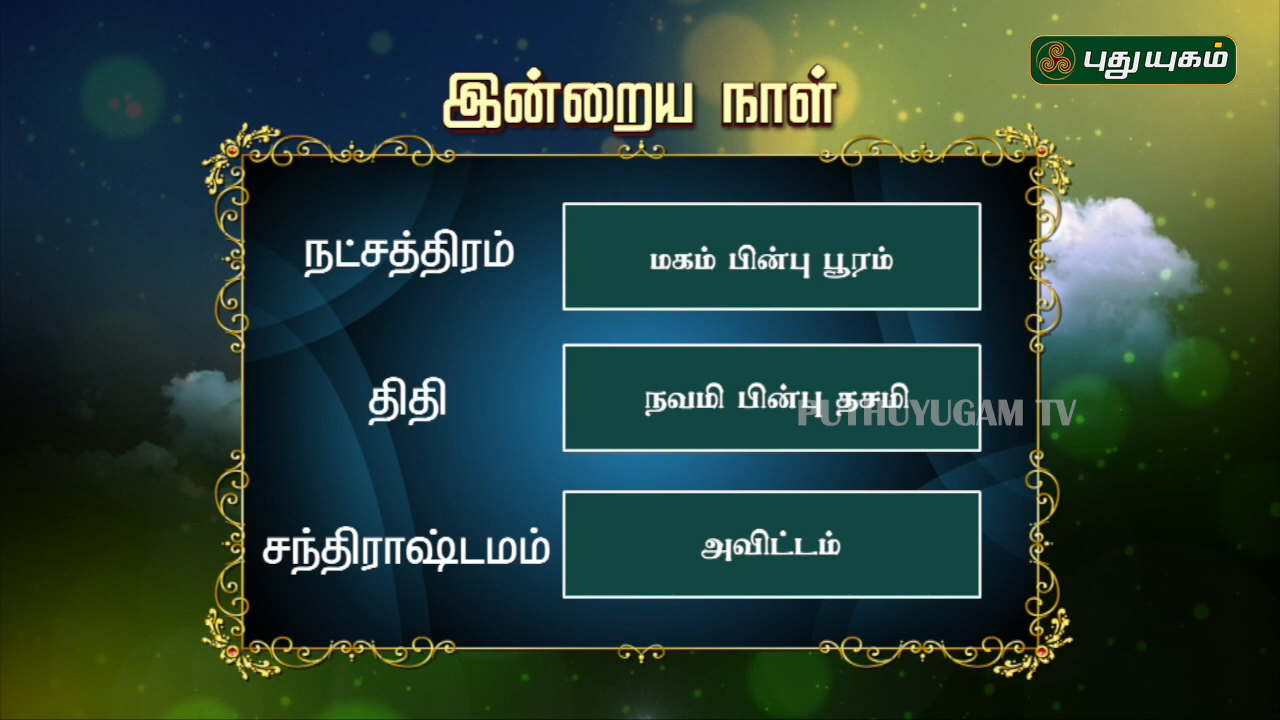 புதுயுகம்
இன்றைய நாள்
நட்சத்திரம் மகம் பின்பு பூரம்
திதி நவமி பின்பு தசமி
PUTHUYUGAM TV
சந்திராஷ்டமம் அவிட்டம்